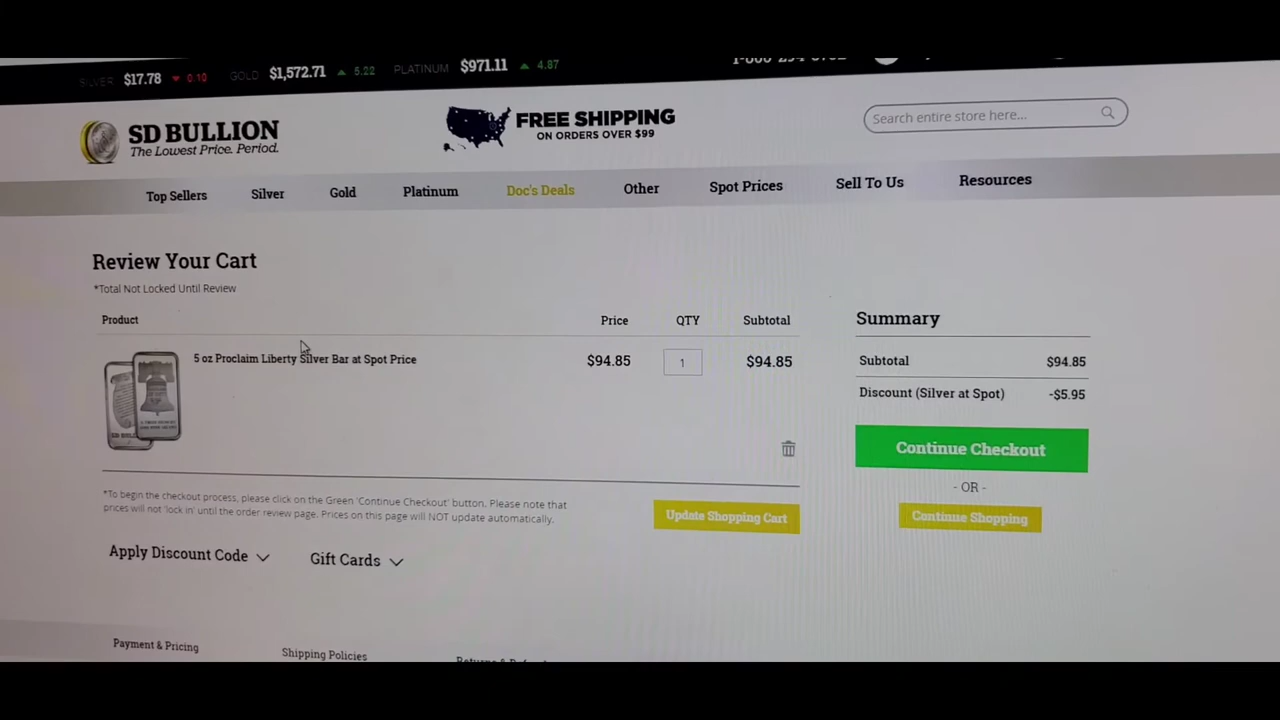 SILVER $17.78 0.10 GOLD $1,572.71 5.22 PLATINUM $971.11 4.87
SD BULLION
The Lowest Price. Period.
FREE SHIPPING
ON ORDERS OVER $99
Search entire store here...
Top Sellers Silver Gold Platinum Doc's Deals Other Spot Prices Sell To Us Resources
Review Your Cart
*Total Not Locked Until Review
Product Price QTY Subtotal
5 oz Proclaim Liberty Silver Bar at Spot Price $94.85 1 $94.85
Summary
Subtotal $94.85
Discount (Silver at Spot) -$5.95
Continue Checkout
- OR -
Continue Shopping
*To begin the checkout process, please click on the Green 'Continue Checkout' button. Please note that
prices will not 'lock in' until the order review page. Prices on this page will NOT update automatically.
Update Shopping Cart
Apply Discount Code Gift Cards
Payment & Pricing Shipping Policies